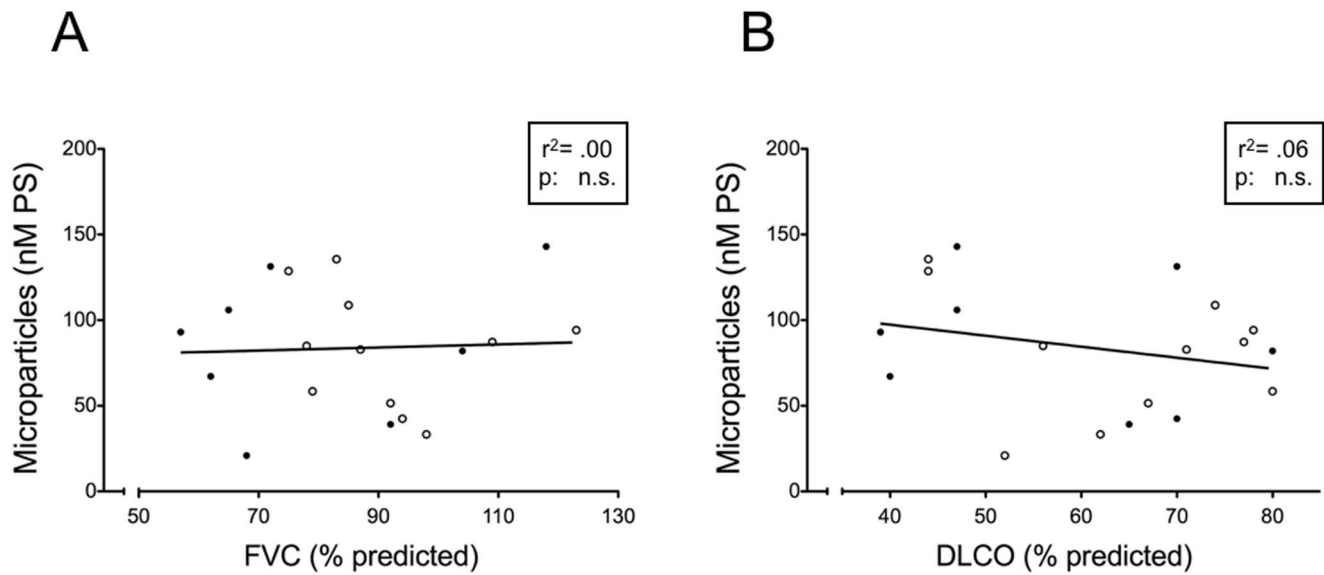 A
B
r²= .00
p: n.s.
r²= .06
p: n.s.
Microparticles (nM PS)
200
150
100
50
0
50 70 90 110 130
FVC (% predicted)
Microparticles (nM PS)
200
150
100
50
0
40 50 60 70 80
DLCO (% predicted)